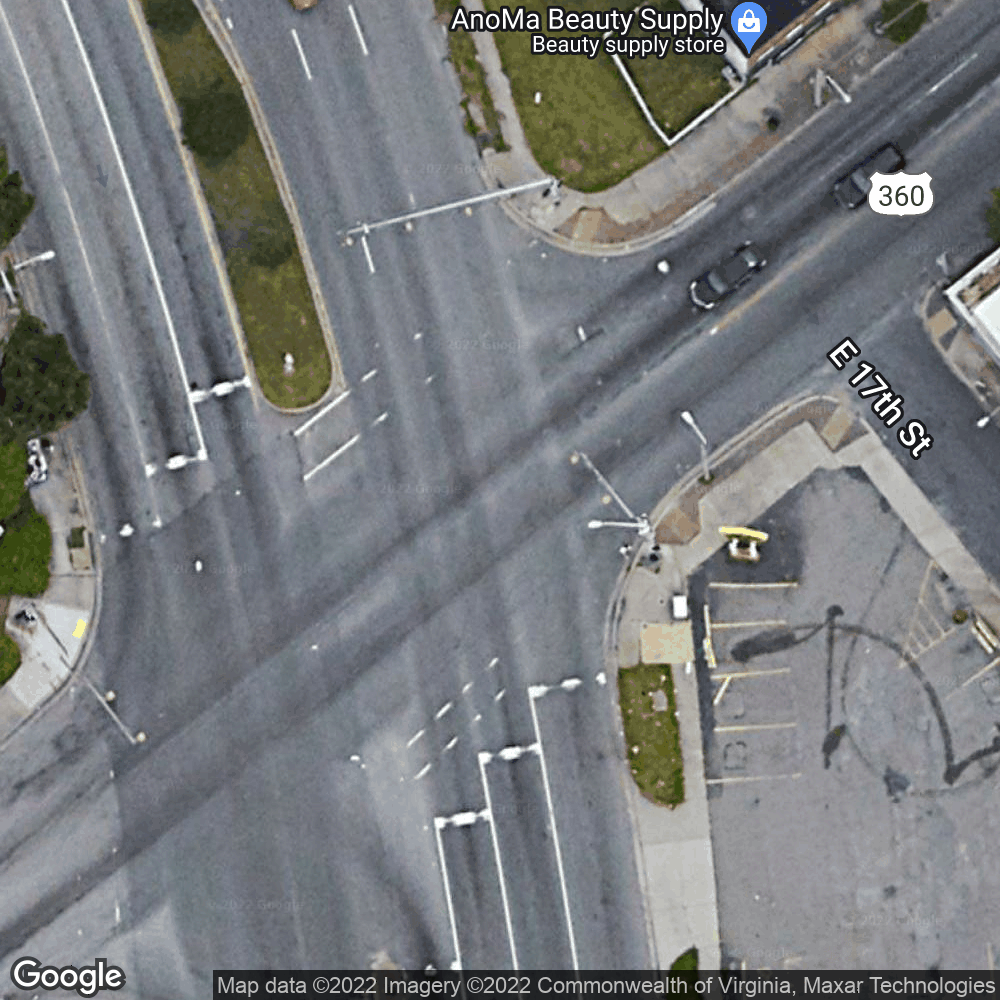 AnoMa Beauty Supply
Beauty supply store
360
E 17th St
Google
Map data ©2022 Imagery ©2022 Commonwealth of Virginia, Maxar Technologies